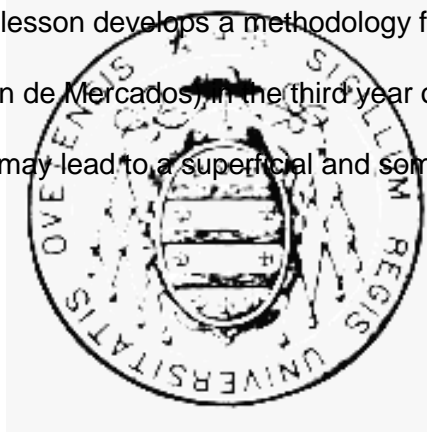 lesson develops a methodology f
n de Mercados) in the third year
may lead to a superficial and som
SIGILLUM REGIS UNIVERSITATIS OVETENSIS